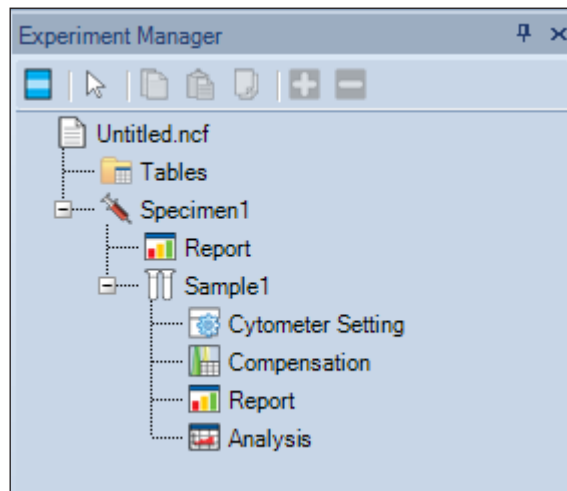 Experiment Manager
Untitled.ncf
Tables
Specimen1
Report
Sample1
Cytometer Setting
Compensation
Report
Analysis